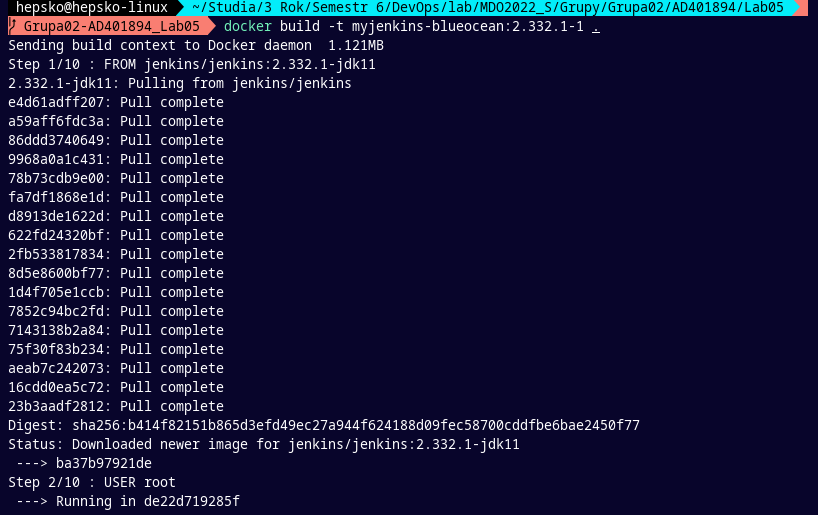 hepsko@hepsko-linux ~/Studia/3 Rok/Semestr 6/DevOps/lab/MDO2022_S/Grupy/Grupa02/AD401894/Lab05
Grupa02-AD401894_Lab05 docker build -t myjenkins-blueocean:2.332.1-1 .
Sending build context to Docker daemon  1.121MB
Step 1/10 : FROM jenkins/jenkins:2.332.1-jdk11
2.332.1-jdk11: Pulling from jenkins/jenkins
e4d61adff207: Pull complete
a59aff6fdc3a: Pull complete
86ddd3740649: Pull complete
9968a0a1c431: Pull complete
78b73cdb9e00: Pull complete
fa7df1868e1d: Pull complete
d8913de1622d: Pull complete
622fd24320bf: Pull complete
2fb533817834: Pull complete
8d5e8600bf77: Pull complete
1d4f705e1ccb: Pull complete
7852c94bc2fd: Pull complete
7143138b2a84: Pull complete
75f30f83b234: Pull complete
aeab7c242073: Pull complete
16cdd0ea5c72: Pull complete
23b3aadf2812: Pull complete
Digest: sha256:b414f82151b865d3efd49ec27a944f624188d09fec58700cddfbe6bae2450f77
Status: Downloaded newer image for jenkins/jenkins:2.332.1-jdk11
 ---> ba37b97921de
Step 2/10 : USER root
 ---> Running in de22d719285f